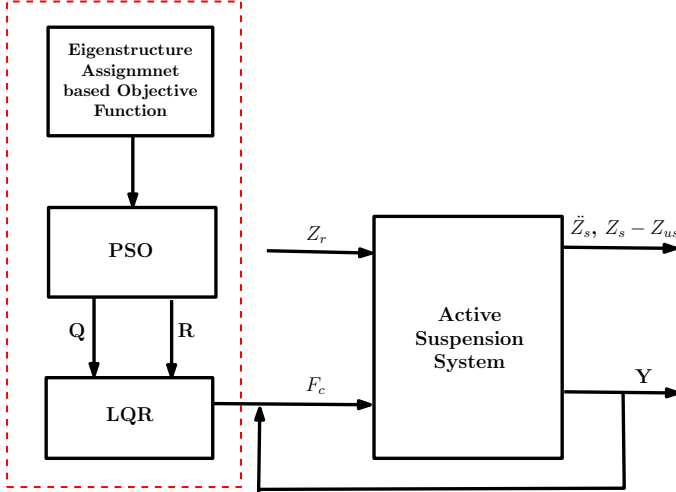 Eigenstructure
Assignmnet
based Objective
Function
PSO
Q
R
LQR
Z_r
F_c
Active
Suspension
System
Z̈_s, Z_s − Z_us
Y